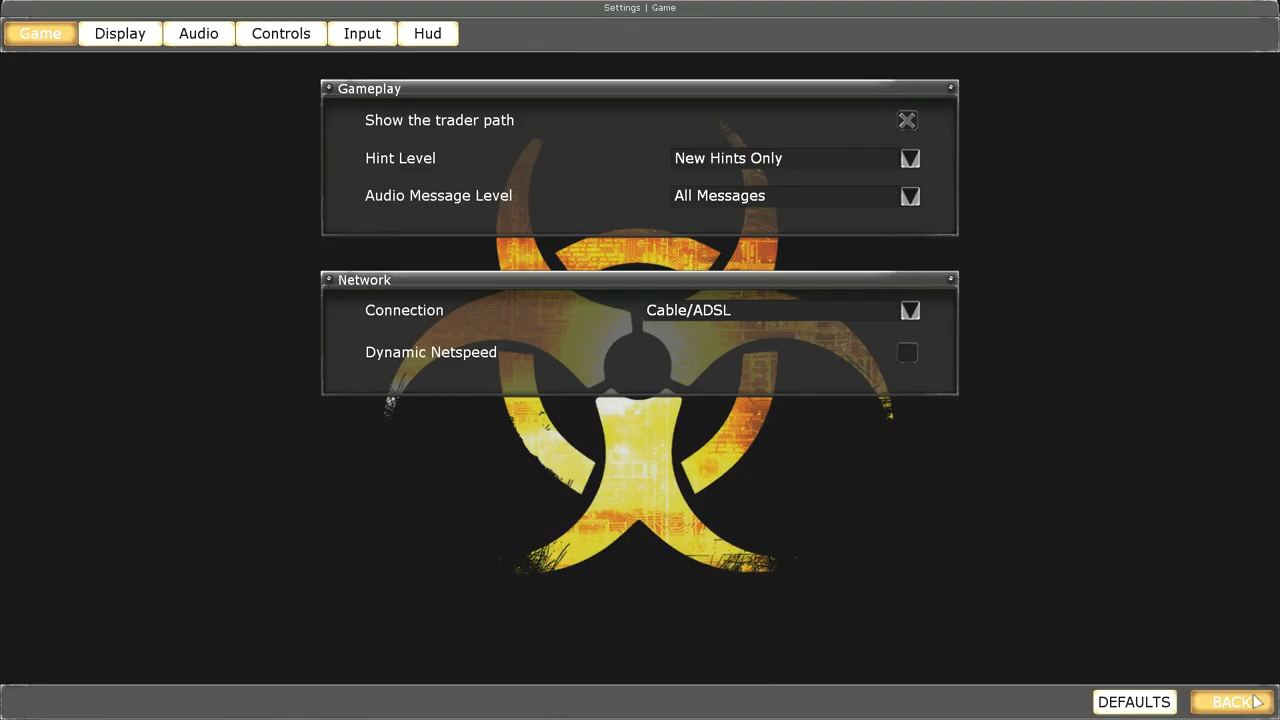 Settings | Game
Game Display Audio Controls Input Hud
Gameplay
Show the trader path
Hint Level New Hints Only
Audio Message Level All Messages
Network
Connection Cable/ADSL
Dynamic Netspeed
DEFAULTS BACK